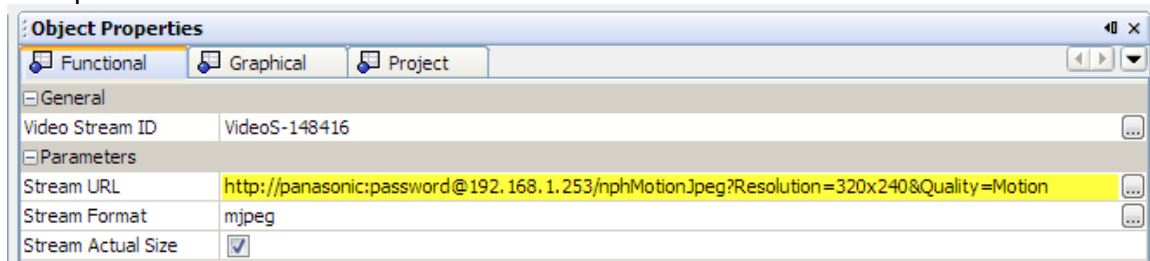 Object Properties
Functional Graphical Project
General
Video Stream ID VideoS-148416 ...
Parameters
Stream URL http://panasonic:password@192.168.1.253/nphMotionJpeg?Resolution=320x240&Quality=Motion ...
Stream Format mjpeg ...
Stream Actual Size